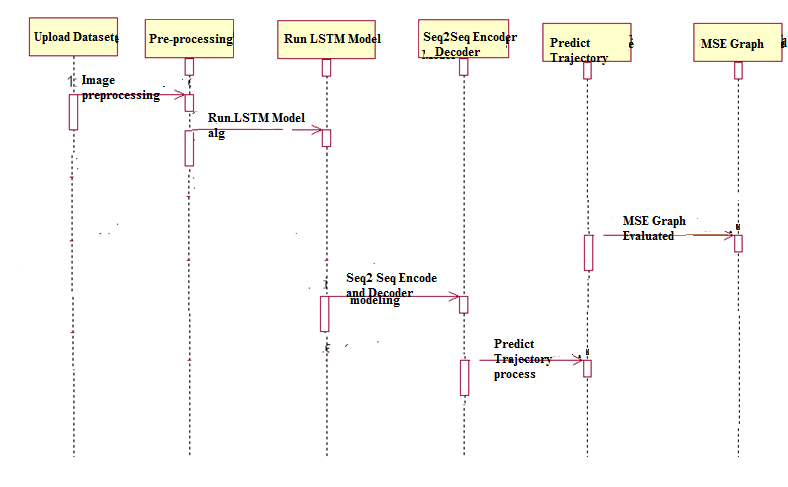 Upload Datasets
Pre-processing
Run LSTM Model
Seq2Seq Encoder
Decoder
Predict
Trajectory
MSE Graph
Image
preprocessing
Run LSTM Model
alg
MSE Graph
Evaluated
Seq2 Seq Encode
and Decoder
modeling
Predict
Trajectory
process